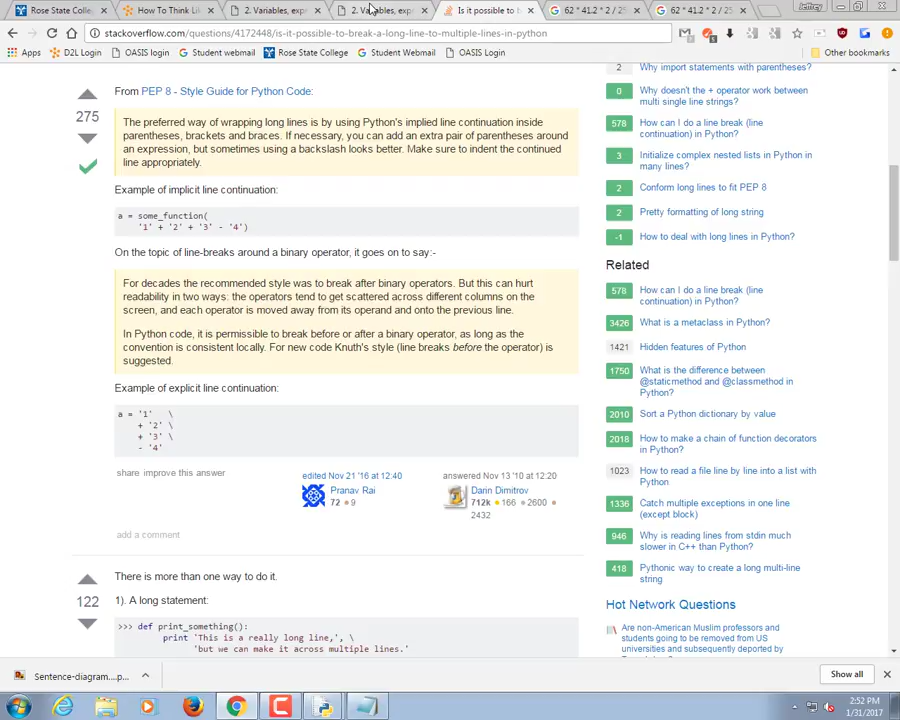 Rose State Colleg
How To Think Lik
2. Variables, expre
2. Variables, expr
Is it possible to b
62 * 41.2 * 2 / 25
62 * 41.2 * 2 / 25
Jeffrey
stackoverflow.com/questions/4172448/is-it-possible-to-break-a-long-line-to-multiple-lines-in-python
Apps
D2L Login
OASIS login
Student webmail
Rose State College
Student Webmail
OASIS Login
Other bookmarks
275
From PEP 8 - Style Guide for Python Code:
The preferred way of wrapping long lines is by using Python's implied line continuation inside
parentheses, brackets and braces. If necessary, you can add an extra pair of parentheses around
an expression, but sometimes using a backslash looks better. Make sure to indent the continued
line appropriately.
Example of implicit line continuation:
a = some_function(
'1' + '2' + '3' - '4')
On the topic of line-breaks around a binary operator, it goes on to say:-
For decades the recommended style was to break after binary operators. But this can hurt
readability in two ways: the operators tend to get scattered across different columns on the
screen, and each operator is moved away from its operand and onto the previous line.
In Python code, it is permissible to break before or after a binary operator, as long as the
convention is consistent locally. For new code Knuth's style (line breaks before the operator) is
suggested.
Example of explicit line continuation:
a = '1' \
+ '2' \
+ '3' \
- '4'
share improve this answer
edited Nov 21 '16 at 12:40
Pranav Rai
72 9
answered Nov 13 '10 at 12:20
Darin Dimitrov
712k 166 2600
2432
add a comment
122
There is more than one way to do it.
1). A long statement:
>>> def print_something():
print 'This is a really long line,', \
'but we can make it across multiple lines.'
2 Why import statements with parentheses?
0 Why doesn't the + operator work between
multi single line strings?
578 How can I do a line break (line
continuation) in Python?
3 Initialize complex nested lists in Python in
many lines?
2 Conform long lines to fit PEP 8
2 Pretty formatting of long string
-1 How to deal with long lines in Python?
Related
578 How can I do a line break (line
continuation) in Python?
3426 What is a metaclass in Python?
1421 Hidden features of Python
1750 What is the difference between
@staticmethod and @classmethod in
Python?
2010 Sort a Python dictionary by value
2018 How to make a chain of function decorators
in Python?
1023 How to read a file line by line into a list with
Python
1336 Catch multiple exceptions in one line
(except block)
946 Why is reading lines from stdin much
slower in C++ than Python?
418 Pythonic way to create a long multi-line
string
Hot Network Questions
Are non-American Muslim professors and
students going to be removed from US
universities and subsequently deported by
Sentence-diagram....p...
Show all
2:52 PM
1/31/2017